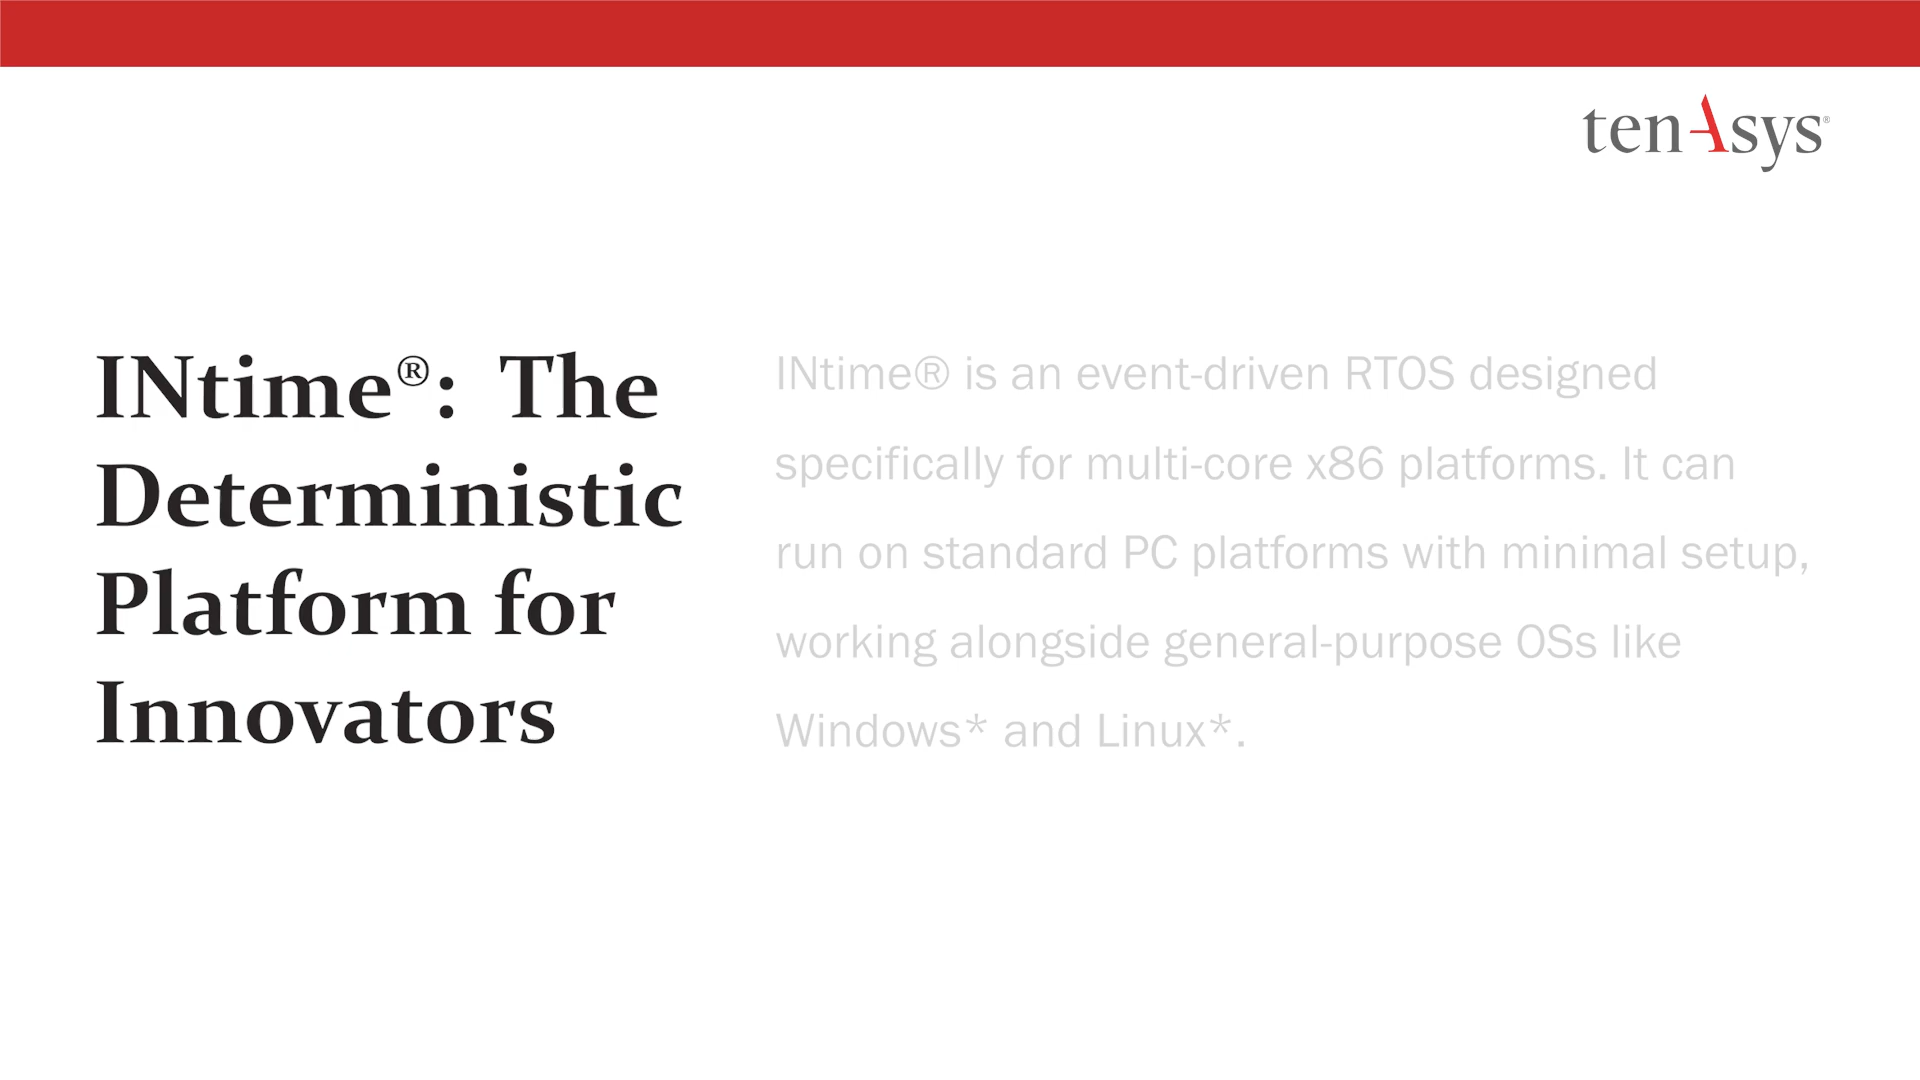 tenAsys®
INtime®: The
Deterministic
Platform for
Innovators
INtime® is an event-driven RTOS designed
specifically for multi-core x86 platforms. It can
run on standard PC platforms with minimal setup,
working alongside general-purpose OSs like
Windows* and Linux*.